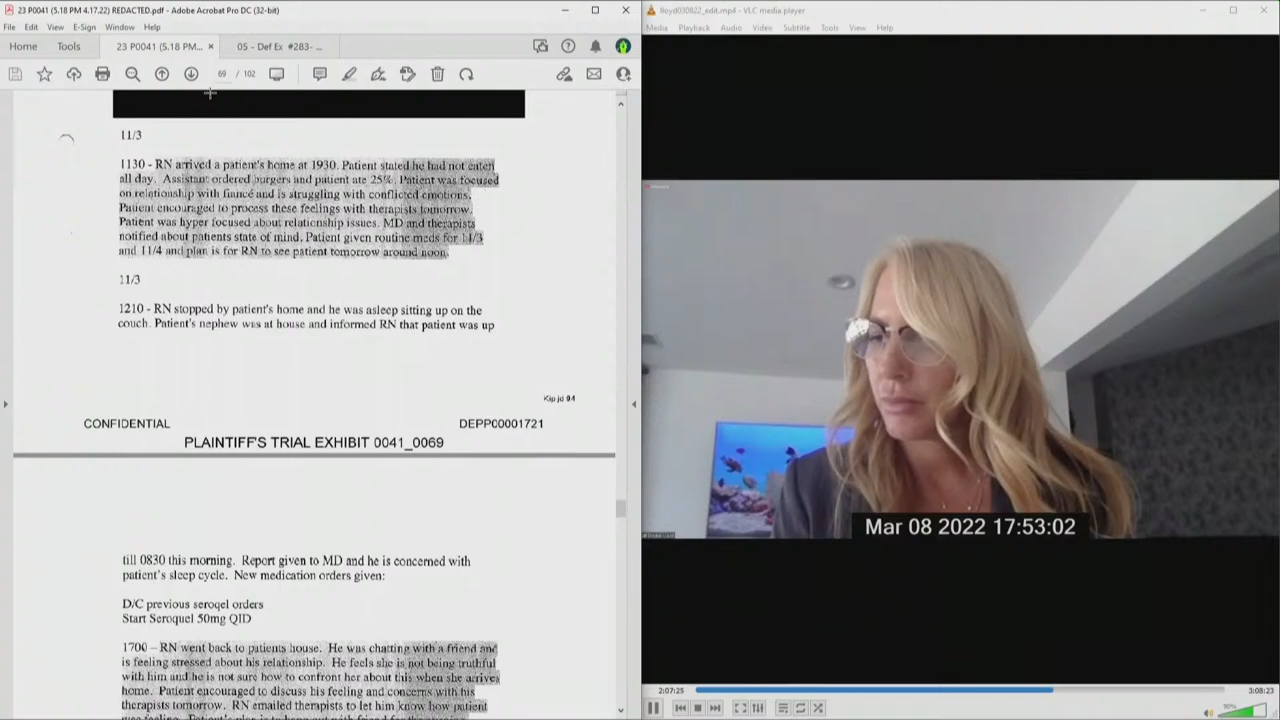 23 P0041 (5.18 PM 4.17.22) REDACTED.pdf - Adobe Acrobat Pro DC (32-bit)
File Edit View E-Sign Window Help
Home Tools 23 P0041 (5.18 PM... × 05 - Def Ex #283- ...
69 / 102
11/3
1130 - RN arrived a patient's home at 1930. Patient stated he had not eaten
all day. Assistant ordered burgers and patient ate 25%. Patient was focused
on relationship with fiancé and is struggling with conflicted emotions.
Patient encouraged to process these feelings with therapists tomorrow.
Patient was hyper focused about relationship issues. MD and therapists
notified about patients state of mind. Patient given routine meds for 11/3
and 11/4 and plan is for RN to see patient tomorrow around noon.
11/3
1210 - RN stopped by patient's home and he was asleep sitting up on the
couch. Patient's nephew was at house and informed RN that patient was up
Kipjd 94
CONFIDENTIAL DEPP00001721
PLAINTIFF'S TRIAL EXHIBIT 0041_0069
till 0830 this morning. Report given to MD and he is concerned with
patient's sleep cycle. New medication orders given:
D/C previous seroqel orders
Start Seroquel 50mg QID
1700 – RN went back to patients house. He was chatting with a friend and
is feeling stressed about his relationship. He feels she is not being truthful
with him and he is not sure how to confront her about this when she arrives
home. Patient encouraged to discuss his feeling and concerns with his
therapists tomorrow. RN emailed therapists to let him know how patient
lloyd030822_edit.mp4 - VLC media player
Media Playback Audio Video Subtitle Tools View Help
Mar 08 2022 17:53:02
2:07:25 3:08:23
90%